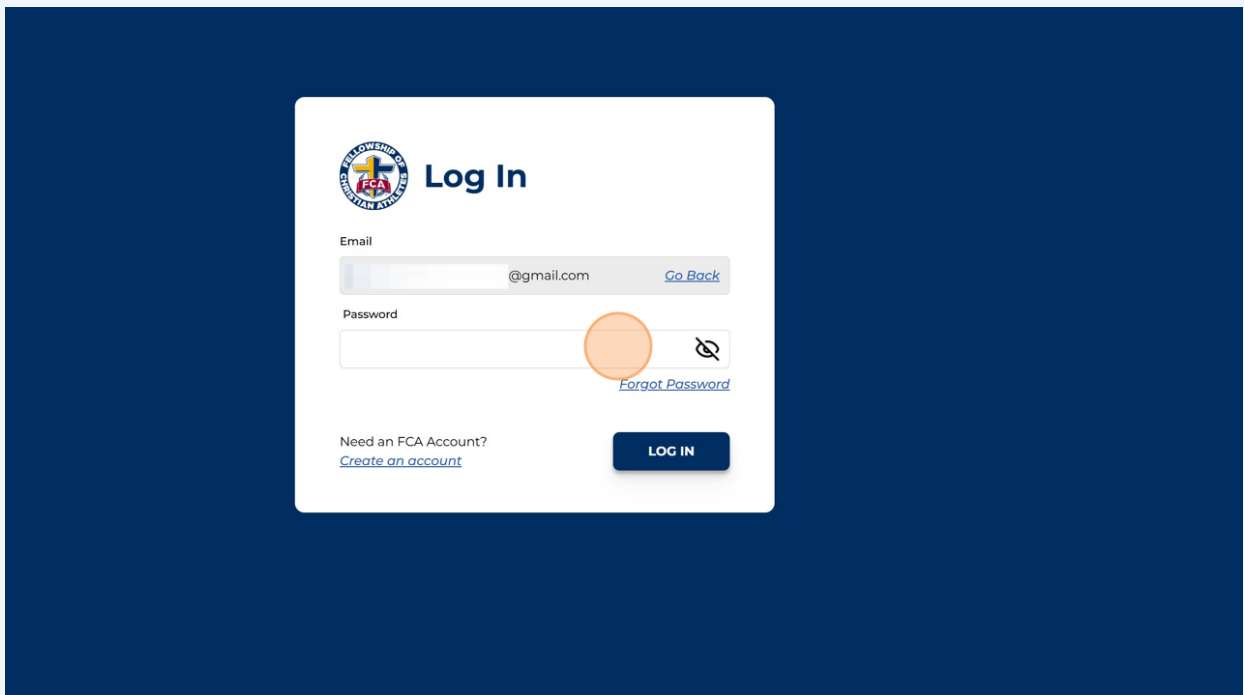 FELLOWSHIP OF
CHRISTIAN ATHLETES
FCA
Log In
Email
@gmail.com Go Back
Password
Forgot Password
Need an FCA Account?
Create an account
LOG IN